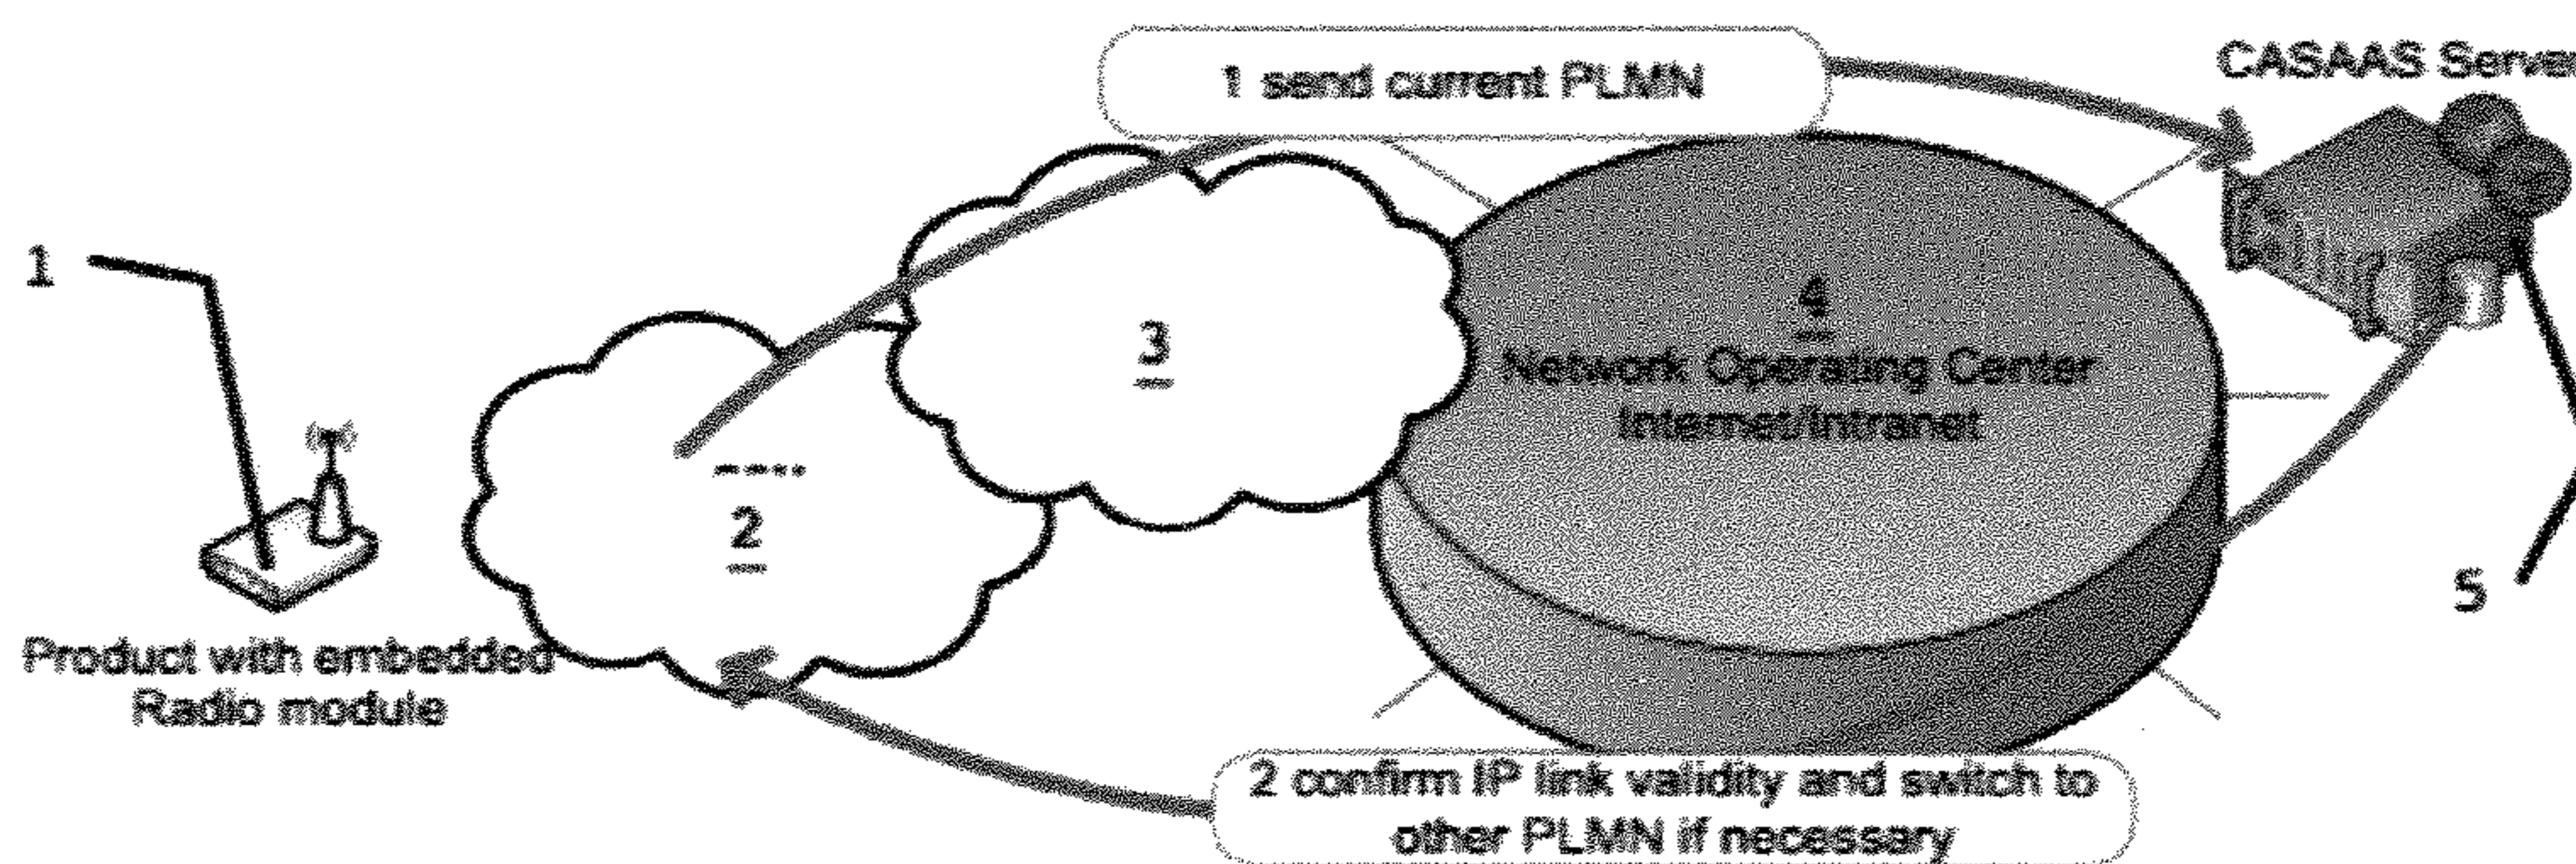 1 send current PLMN
CASAAS Server
1
3
4
Network Operating Center
Internet/Intranet
2
5
Product with embedded
Radio module
2 confirm IP link validity and switch to
other PLMN if necessary